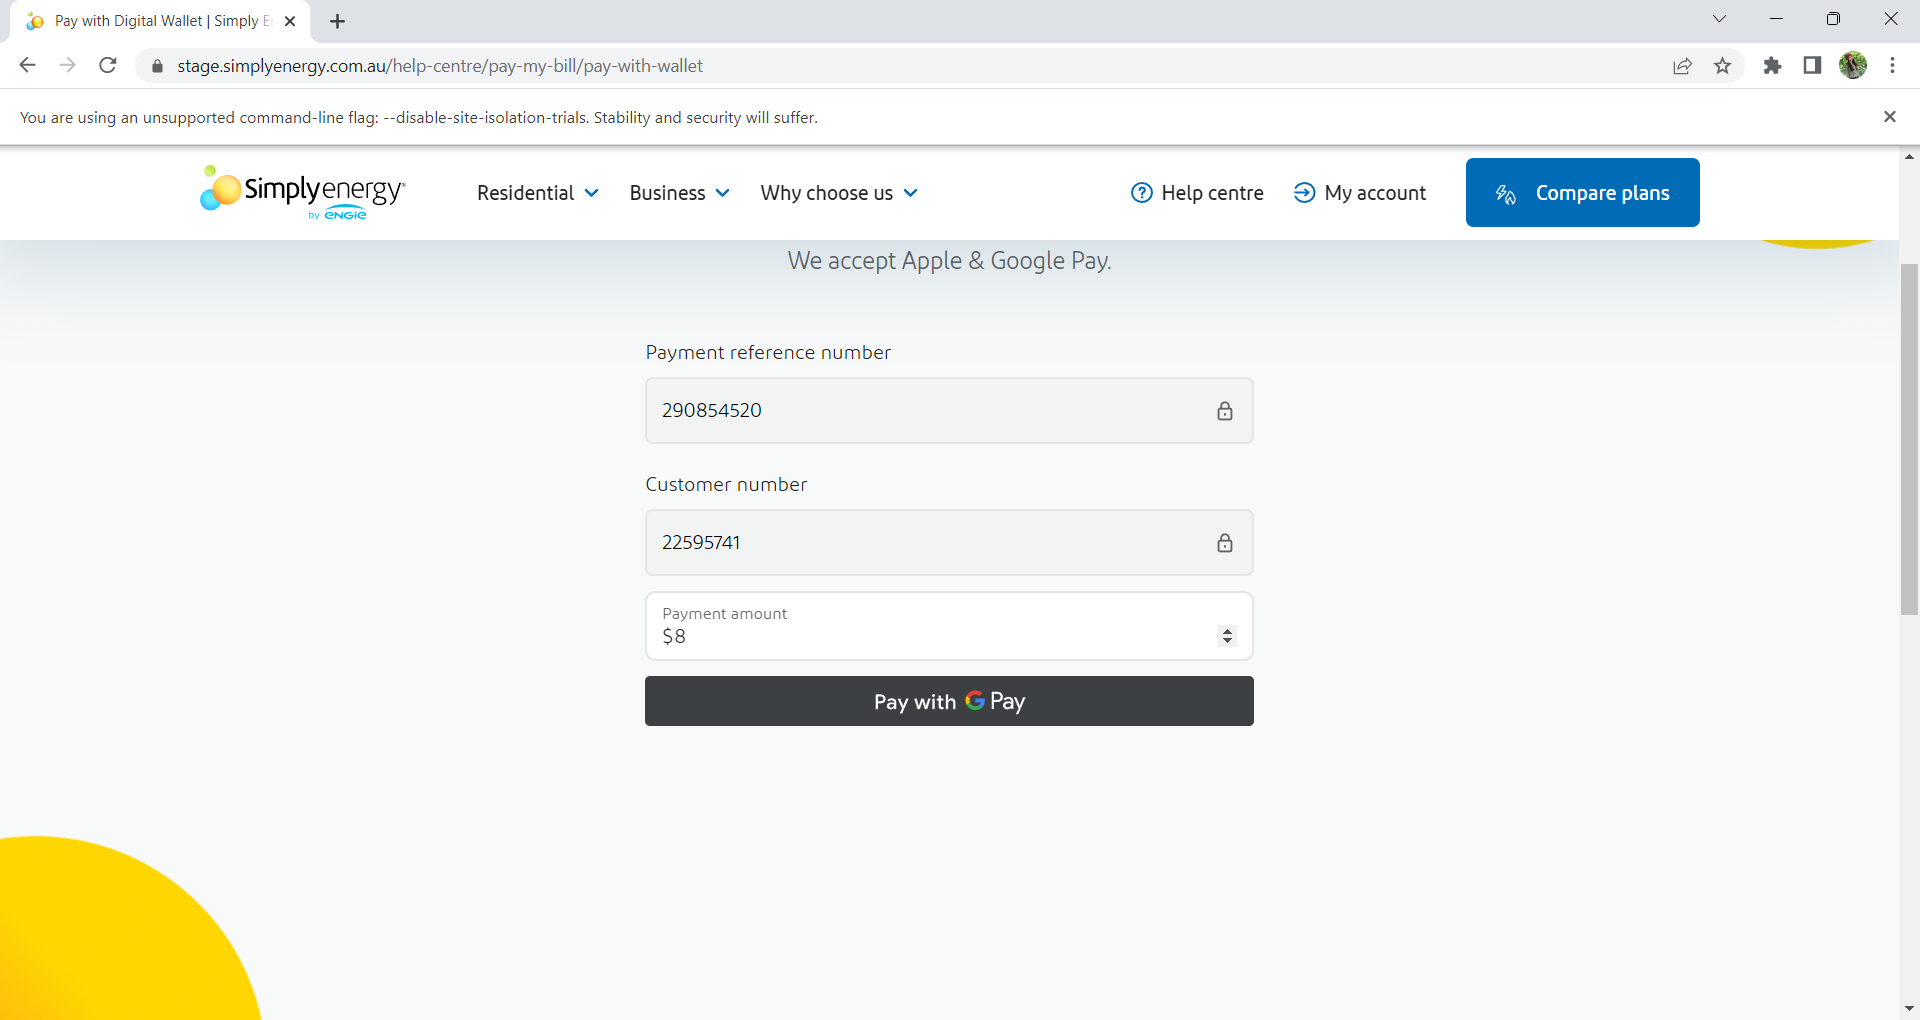 Pay with Digital Wallet | Simply E
stage.simplyenergy.com.au/help-centre/pay-my-bill/pay-with-wallet
You are using an unsupported command-line flag: --disable-site-isolation-trials. Stability and security will suffer.
Simplyenergy
by ENGIE
Residential
Business
Why choose us
Help centre
My account
Compare plans
We accept Apple & Google Pay.
Payment reference number
290854520
Customer number
22595741
Payment amount
$8
Pay with G Pay